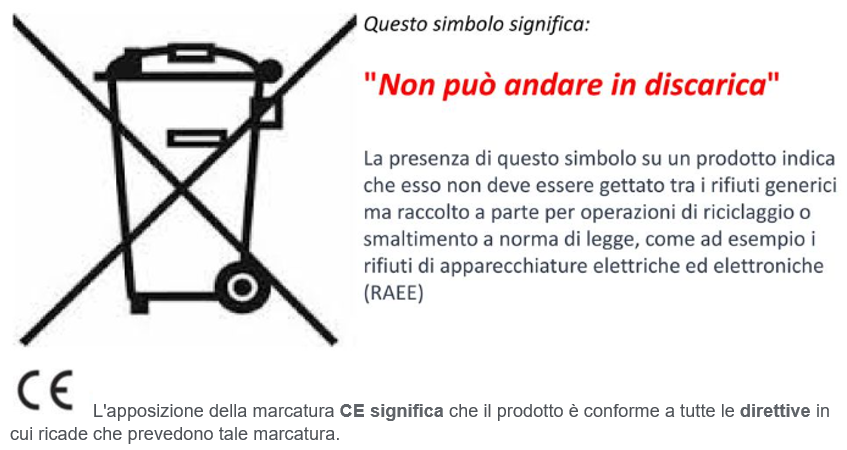 Questo simbolo significa:
"Non può andare in discarica"
La presenza di questo simbolo su un prodotto indica
che esso non deve essere gettato tra i rifiuti generici
ma raccolto a parte per operazioni di riciclaggio o
smaltimento a norma di legge, come ad esempio i
rifiuti di apparecchiature elettriche ed elettroniche
(RAEE)
CE L'apposizione della marcatura CE significa che il prodotto è conforme a tutte le direttive in
cui ricade che prevedono tale marcatura.